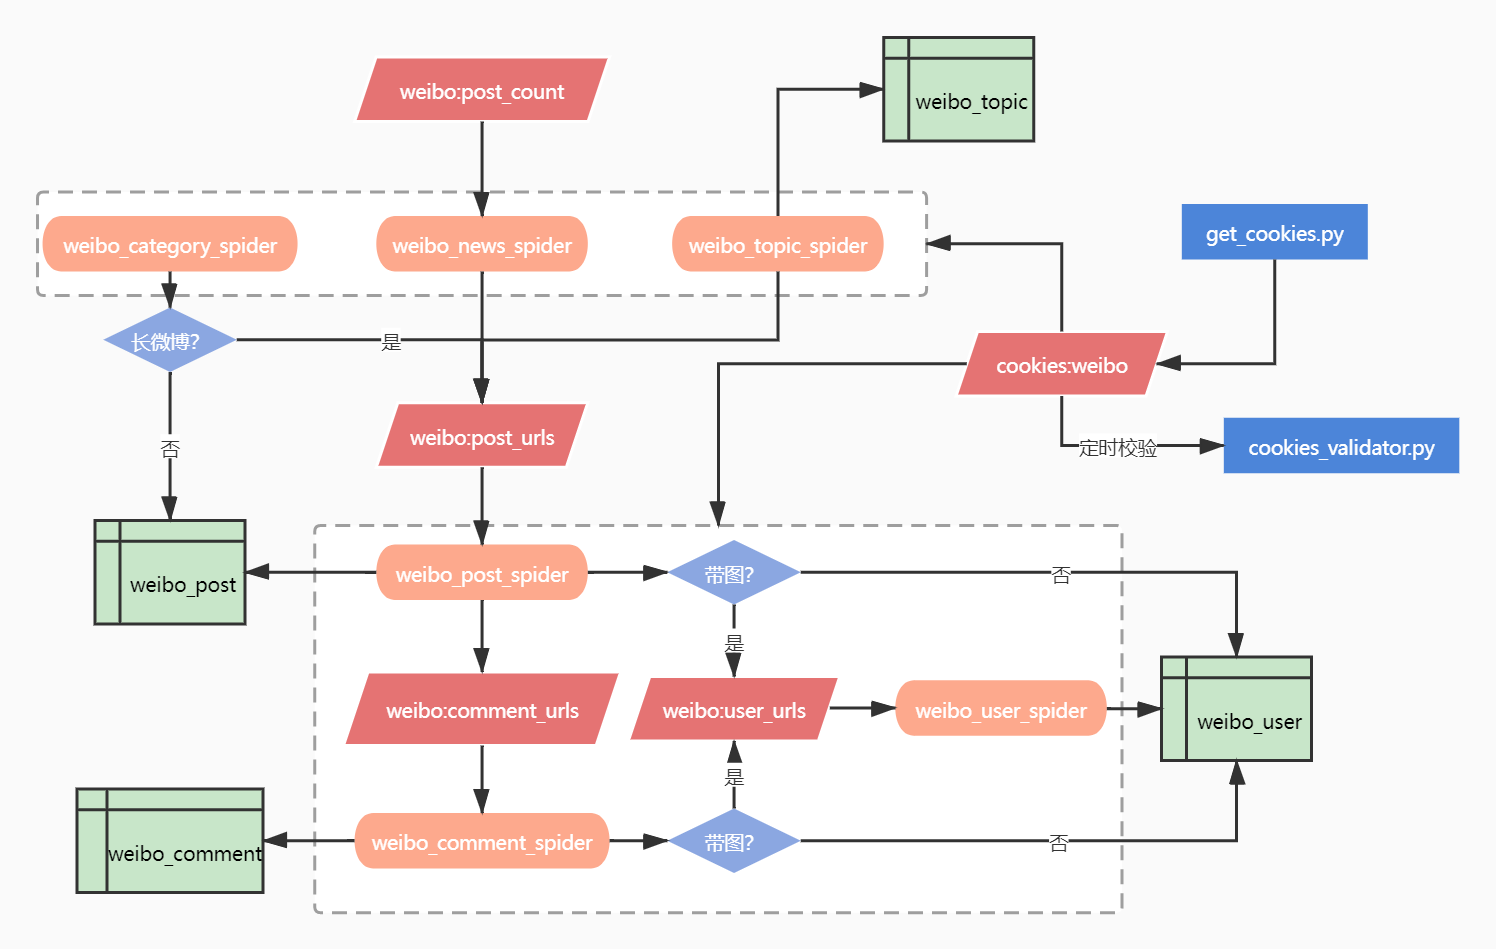 weibo:post_count
weibo_topic
weibo_category_spider
weibo_news_spider
weibo_topic_spider
get_cookies.py
长微博?
是
cookies:weibo
否
weibo:post_urls
定时校验
cookies_validator.py
weibo_post
weibo_post_spider
带图?
否
是
weibo:comment_urls
weibo:user_urls
weibo_user_spider
weibo_user
是
weibo_comment
weibo_comment_spider
带图?
否